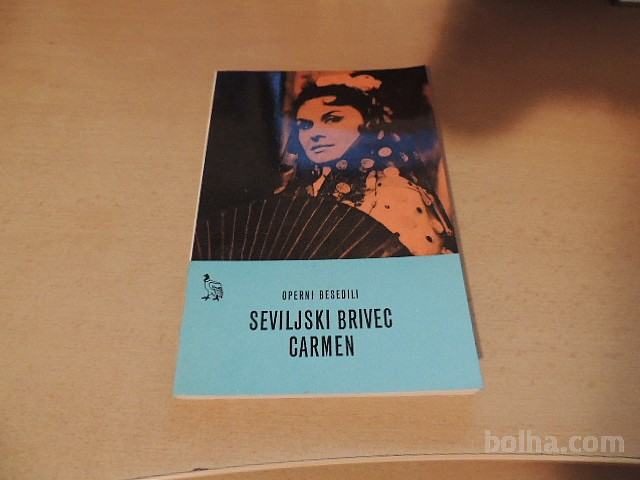 OPERNI BESEDILI
SEVILJSKI BRIVEC
CARMEN
bolha.com